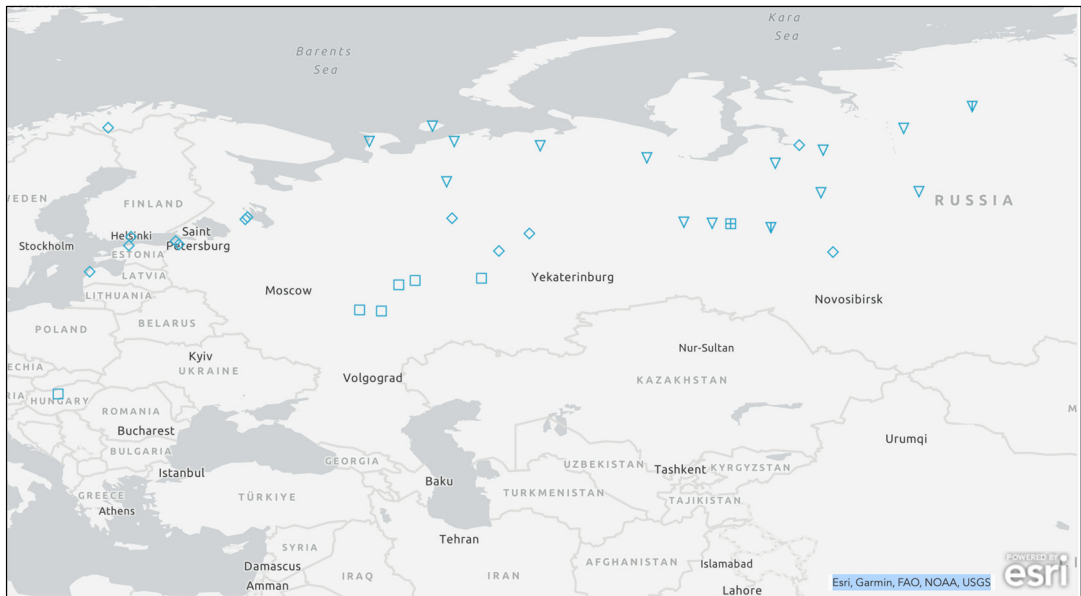 Kara
Sea
Barents
Sea
WEDEN
FINLAND
RUSSIA
Stockholm
Helsinki
Saint
Petersburg
ESTONIA
LATVIA
LITHUANIA
Moscow
Yekaterinburg
Novosibirsk
POLAND
BELARUS
Kyiv
UKRAINE
Nur-Sultan
ECHIA
Volgograd
KAZAKHSTAN
RIA
HUNGARY
M
ROMANIA
Bucharest
Urumqi
BULGARIA
GEORGIA
UZBEKISTAN
Tashkent
KYRGYZSTAN
Istanbul
Baku
GREECE
TÜRKIYE
TURKMENISTAN
TAJIKISTAN
Athens
Tehran
SYRIA
Damascus
IRAQ
IRAN
AFGHANISTAN
Islamabad
Amman
Lahore
Esri, Garmin, FAO, NOAA, USGS
POWERED BY
esri